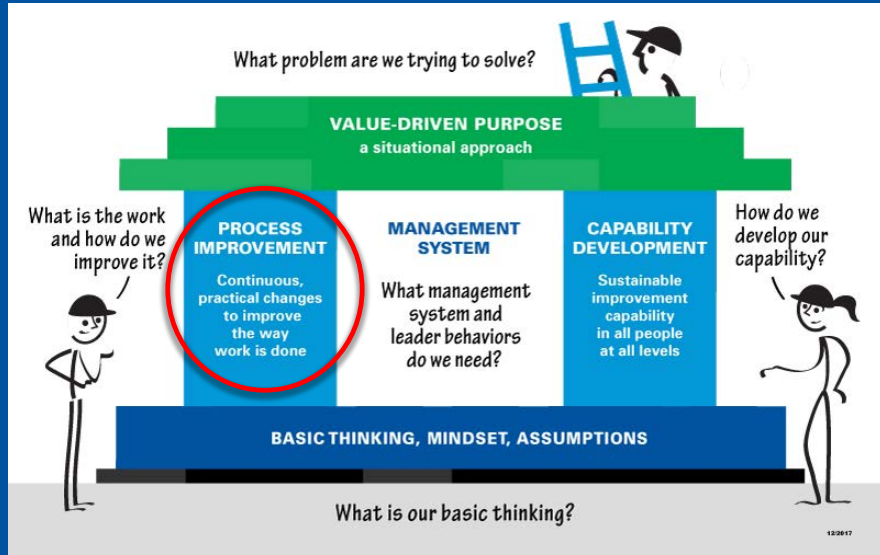 What problem are we trying to solve?
VALUE-DRIVEN PURPOSE
a situational approach
What is the work
and how do we
improve it?
PROCESS
IMPROVEMENT
Continuous,
practical changes
to improve
the way
work is done
MANAGEMENT
SYSTEM
What management
system and
leader behaviors
do we need?
CAPABILITY
DEVELOPMENT
Sustainable
improvement
capability
in all people
at all levels
How do we
develop our
capability?
BASIC THINKING, MINDSET, ASSUMPTIONS
What is our basic thinking?
12/2017